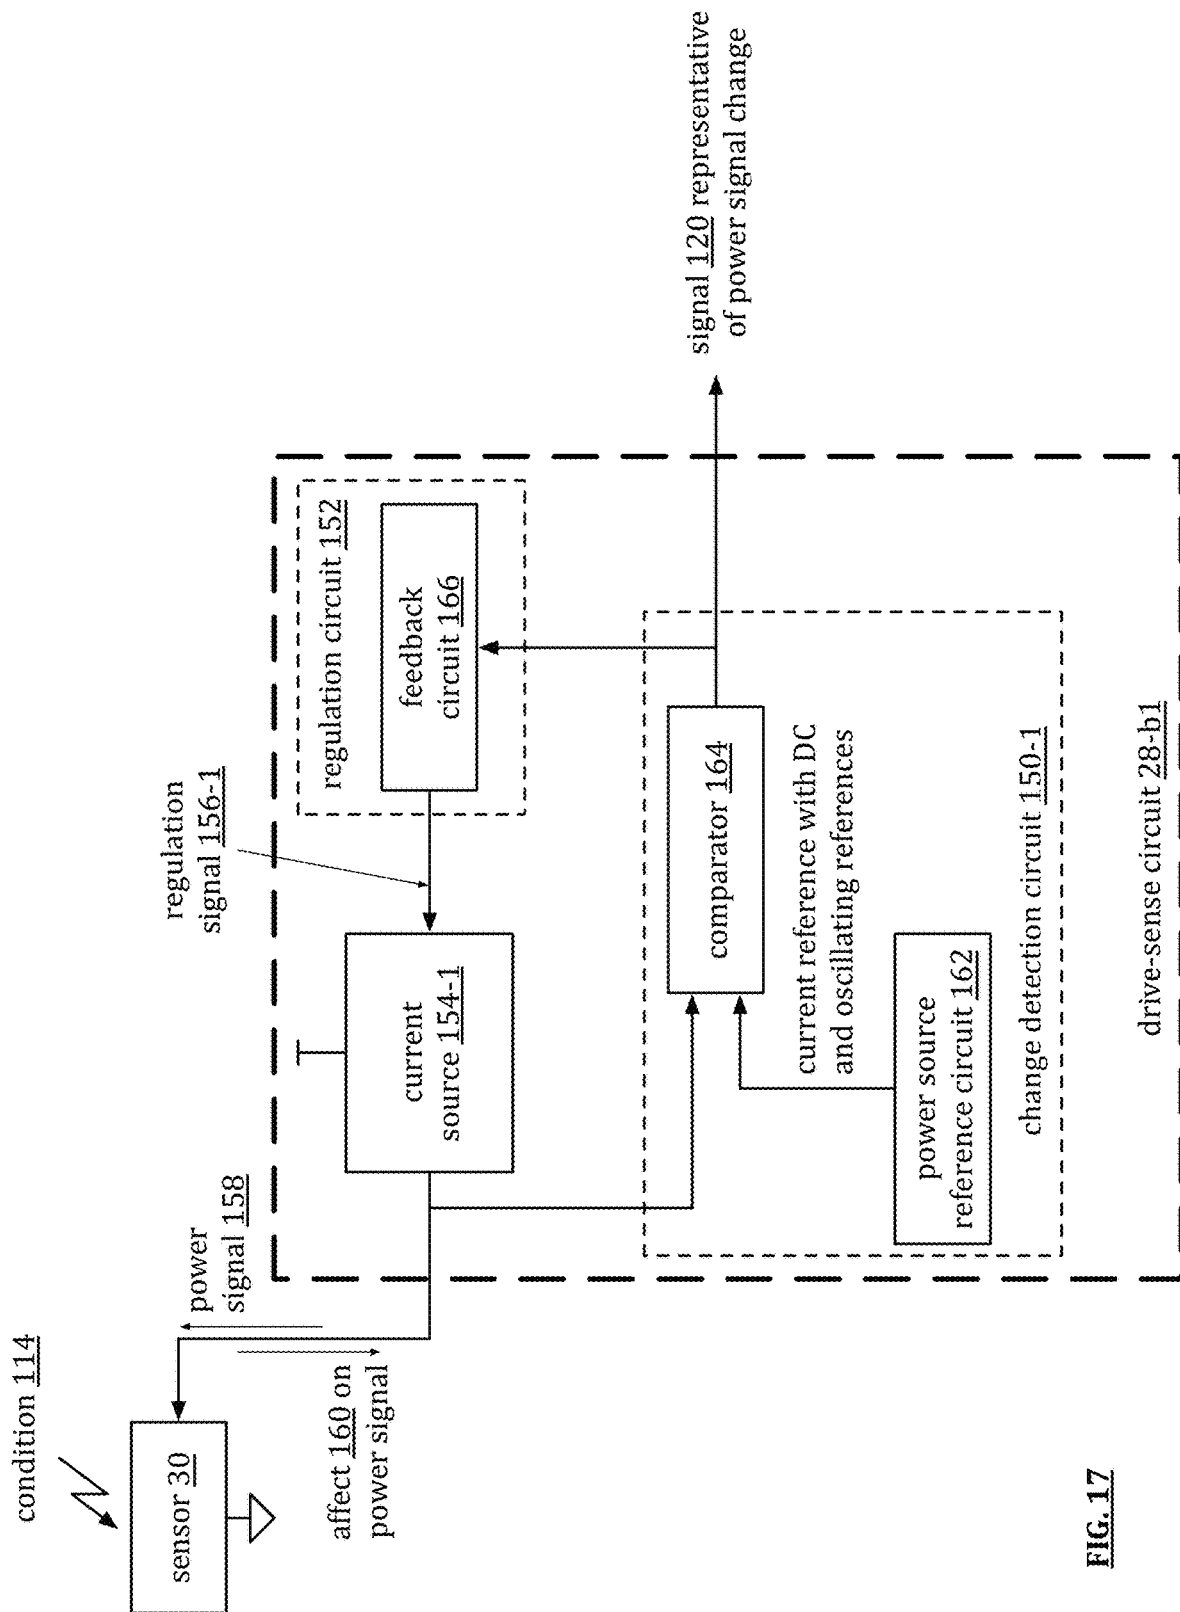 condition 114
sensor 30
affect 160 on
power signal
power
signal 158
regulation
signal 156-1
current
source 154-1
regulation circuit 152
feedback
circuit 166
comparator 164
current reference with DC
and oscillating references
power source
reference circuit 162
change detection circuit 150-1
drive-sense circuit 28-b1
signal 120 representative
of power signal change
FIG. 17